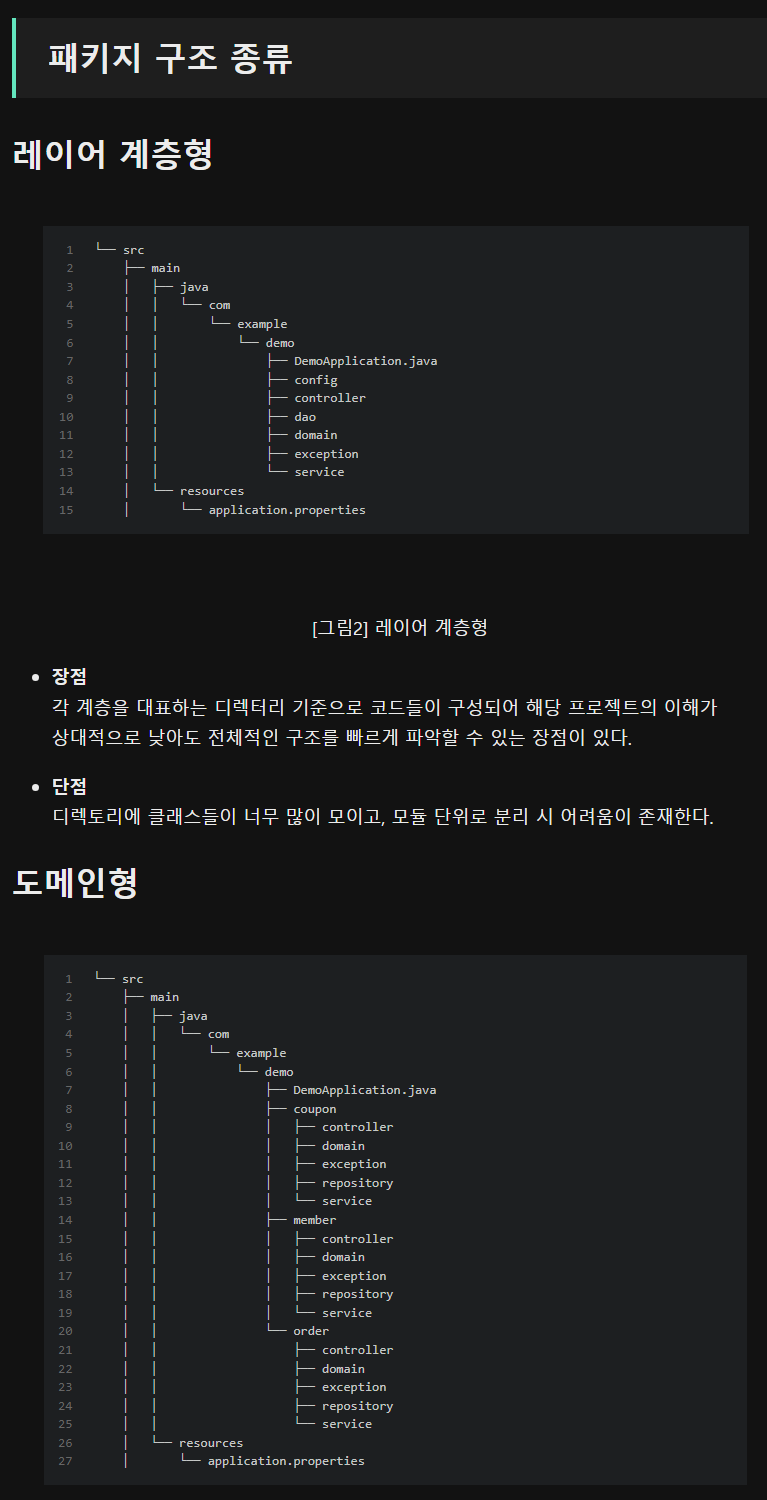 패키지 구조 종류
레이어 계층형
1 └── src
2     ├── main
3     │   ├── java
4     │   │   └── com
5     │   │       └── example
6     │   │           └── demo
7     │   │               ├── DemoApplication.java
8     │   │               ├── config
9     │   │               ├── controller
10     │   │               ├── dao
11     │   │               ├── domain
12     │   │               ├── exception
13     │   │               └── service
14     │   └── resources
15     │       └── application.properties
[그림2] 레이어 계층형
• 장점
각 계층을 대표하는 디렉터리 기준으로 코드들이 구성되어 해당 프로젝트의 이해가
상대적으로 낮아도 전체적인 구조를 빠르게 파악할 수 있는 장점이 있다.
• 단점
디렉토리에 클래스들이 너무 많이 모이고, 모듈 단위로 분리 시 어려움이 존재한다.
도메인형
1 └── src
2     ├── main
3     │   ├── java
4     │   │   └── com
5     │   │       └── example
6     │   │           └── demo
7     │   │               ├── DemoApplication.java
8     │   │               ├── coupon
9     │   │               │   ├── controller
10     │   │               │   ├── domain
11     │   │               │   ├── exception
12     │   │               │   ├── repository
13     │   │               │   └── service
14     │   │               ├── member
15     │   │               │   ├── controller
16     │   │               │   ├── domain
17     │   │               │   ├── exception
18     │   │               │   ├── repository
19     │   │               │   └── service
20     │   │               └── order
21     │   │                   ├── controller
22     │   │                   ├── domain
23     │   │                   ├── exception
24     │   │                   ├── repository
25     │   │                   └── service
26     │   └── resources
27     │       └── application.properties